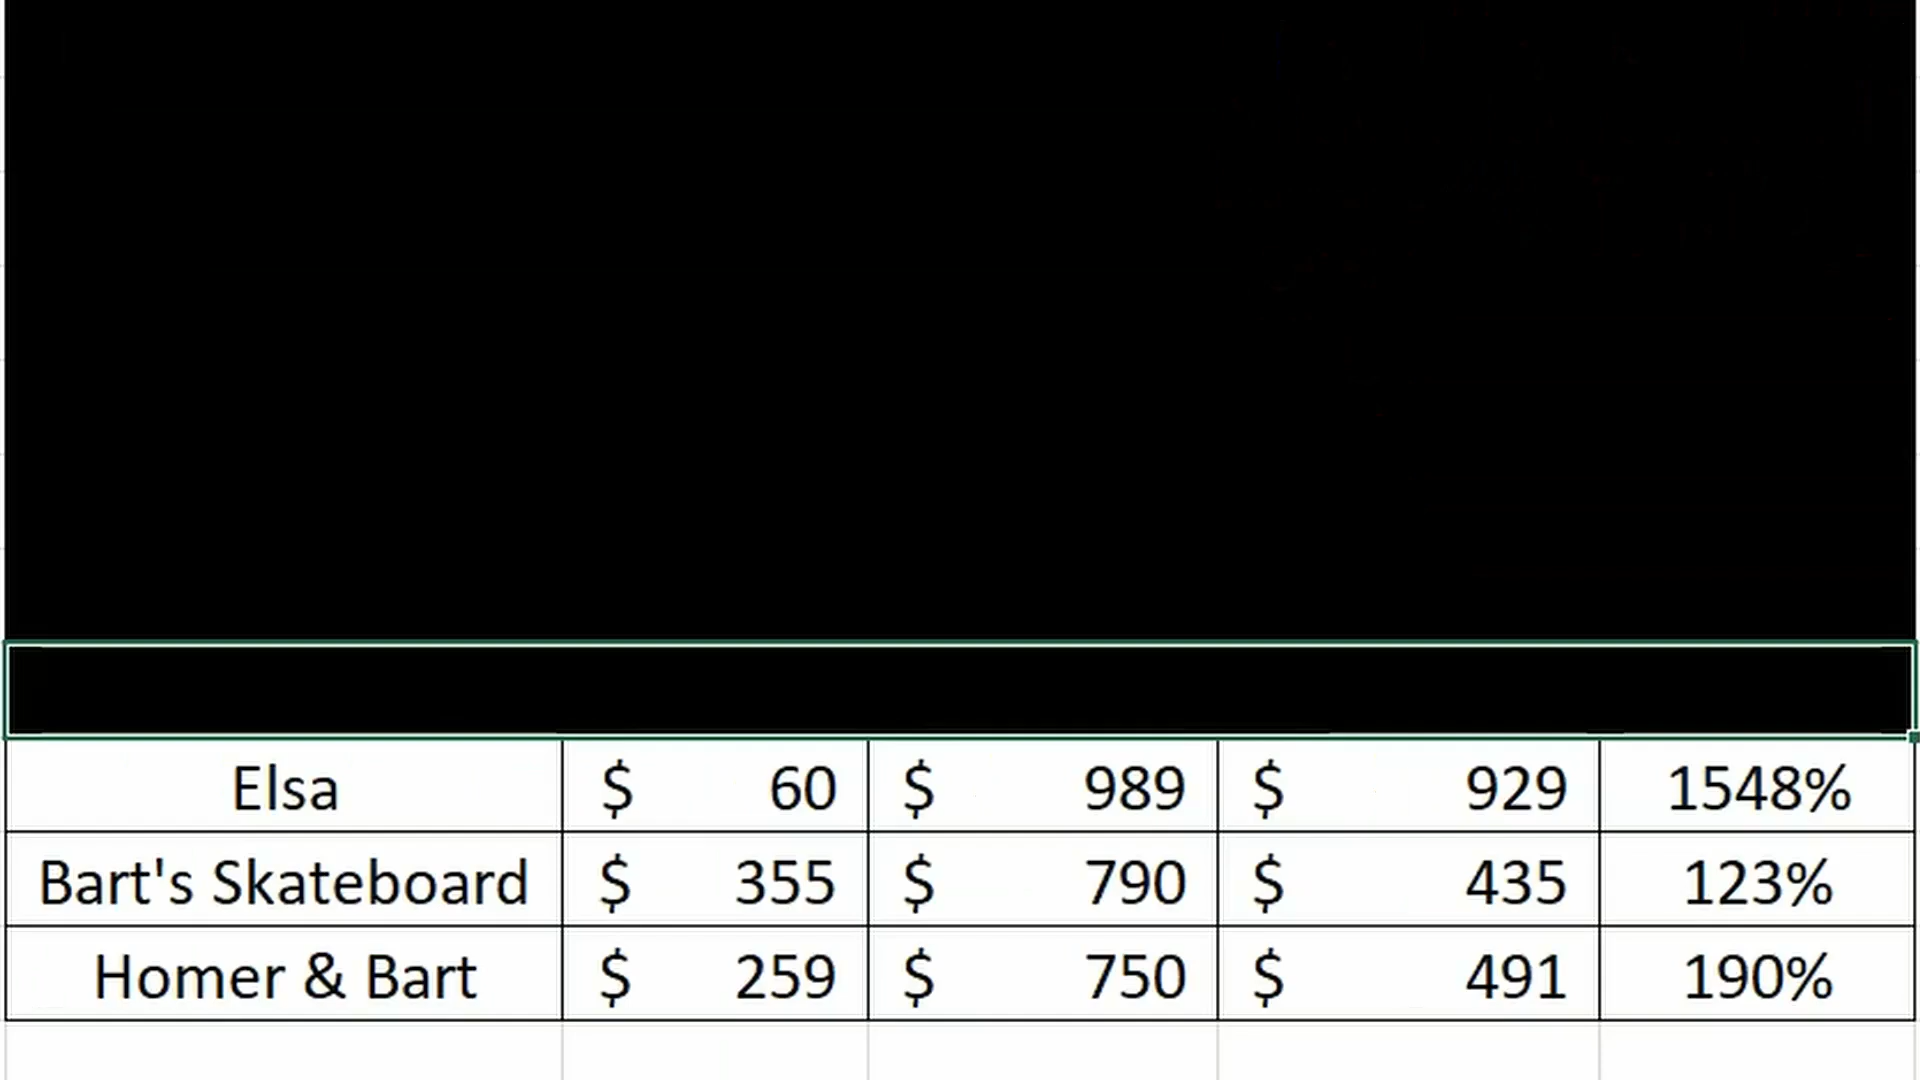 Elsa $ 60 $ 989 $ 929 1548%
Bart's Skateboard $ 355 $ 790 $ 435 123%
Homer & Bart $ 259 $ 750 $ 491 190%